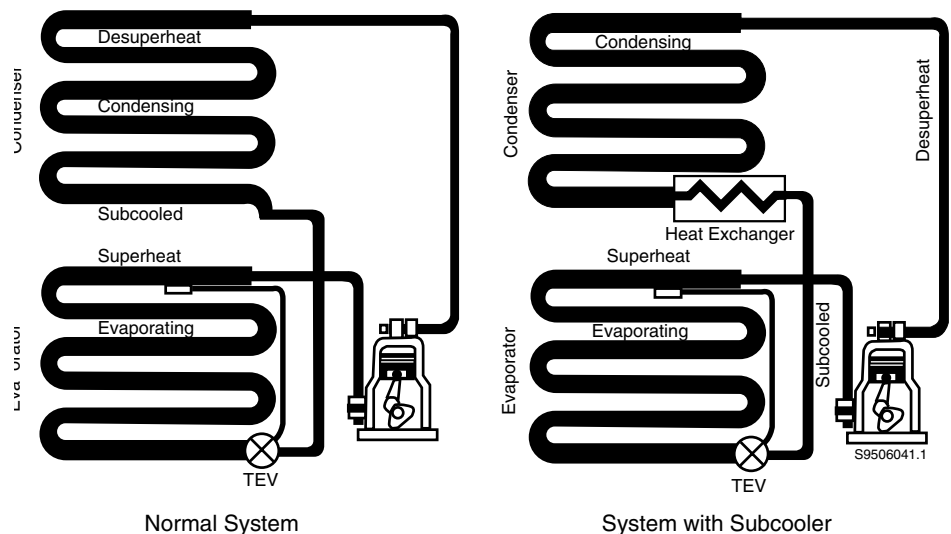 Desuperheat
Condensing
Subcooled
Superheat
Evaporating
TEV
Normal System
Condensing
Condenser
Desuperheat
Heat Exchanger
Superheat
Evaporating
Evaporator
Subcooled
TEV
S9506041.1
System with Subcooler